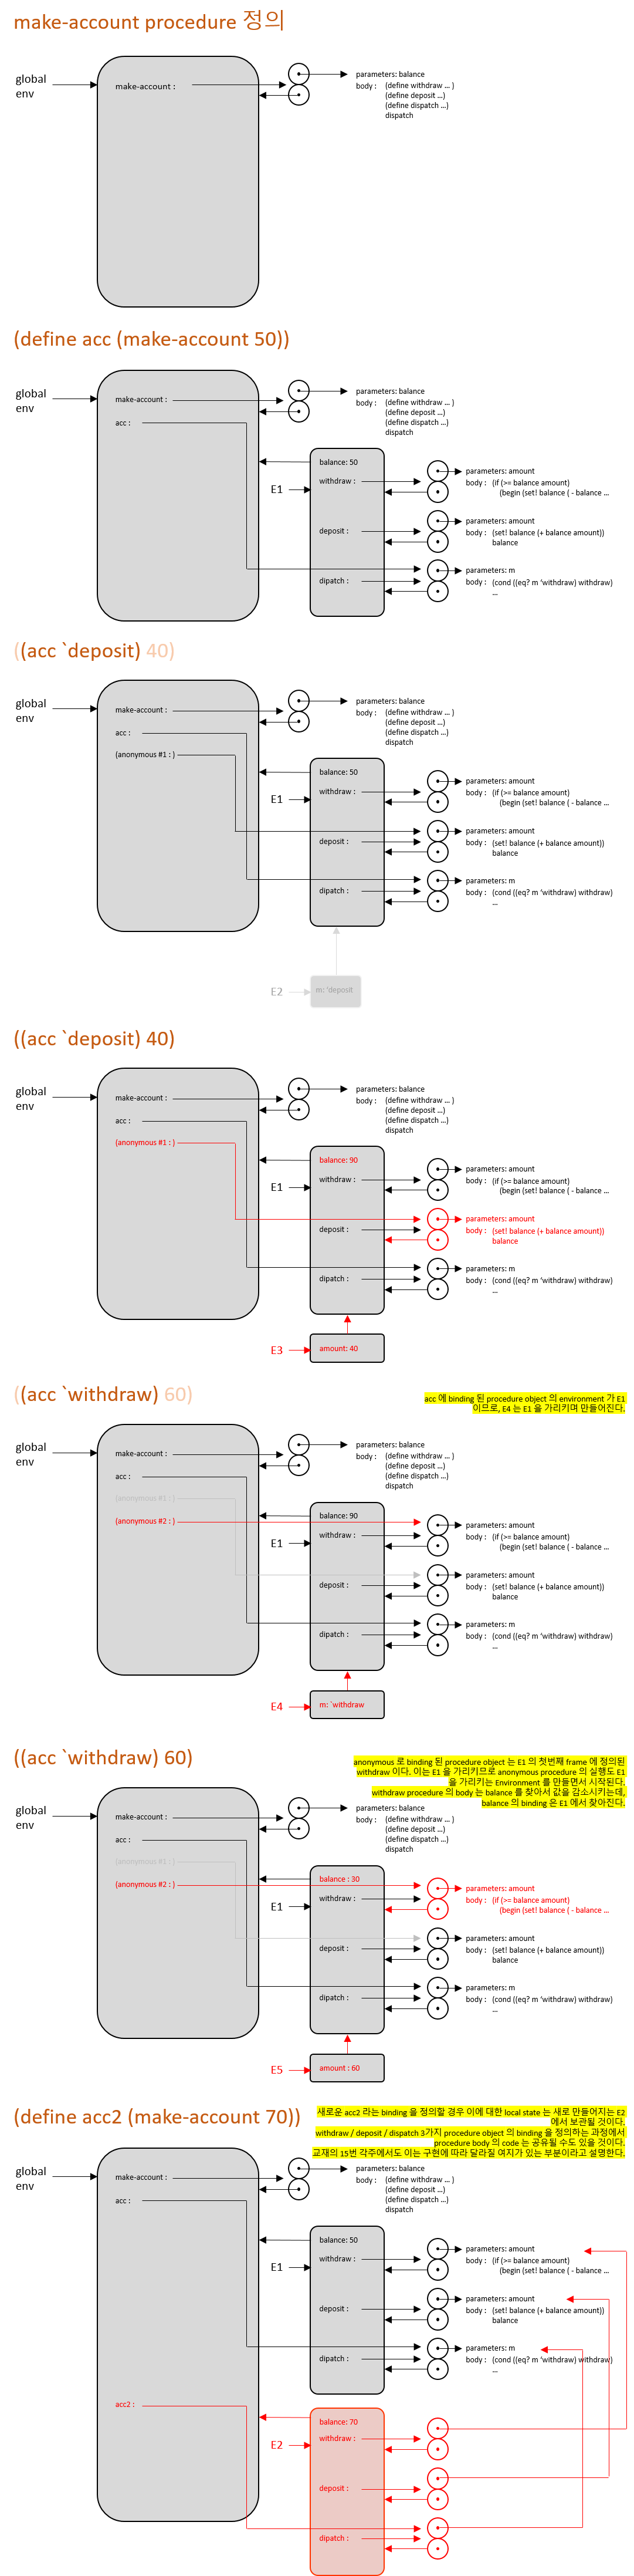 make-account procedure 정의
global
env
make-account :
parameters: balance
body : (define withdraw ... )
(define deposit ...)
(define dispatch ...)
dispatch
(define acc (make-account 50))
global
env
make-account :
acc :
parameters: balance
body : (define withdraw ... )
(define deposit ...)
(define dispatch ...)
dispatch
E1
balance: 50
withdraw :
deposit :
dipatch :
parameters: amount
body : (if (>= balance amount)
(begin (set! balance ( - balance ...
parameters: amount
body : (set! balance (+ balance amount))
balance
parameters: m
body : (cond ((eq? m ‘withdraw) withdraw)
...
((acc `deposit) 40)
global
env
make-account :
acc :
(anonymous #1 : )
parameters: balance
body : (define withdraw ... )
(define deposit ...)
(define dispatch ...)
dispatch
E1
balance: 50
withdraw :
deposit :
dipatch :
parameters: amount
body : (if (>= balance amount)
(begin (set! balance ( - balance ...
parameters: amount
body : (set! balance (+ balance amount))
balance
parameters: m
body : (cond ((eq? m ‘withdraw) withdraw)
...
E2
m: ‘deposit
((acc `deposit) 40)
global
env
make-account :
acc :
(anonymous #1 : )
parameters: balance
body : (define withdraw ... )
(define deposit ...)
(define dispatch ...)
dispatch
E1
balance: 90
withdraw :
deposit :
dipatch :
parameters: amount
body : (if (>= balance amount)
(begin (set! balance ( - balance ...
parameters: amount
body : (set! balance (+ balance amount))
balance
parameters: m
body : (cond ((eq? m ‘withdraw) withdraw)
...
E3
amount: 40
((acc `withdraw) 60)
acc 에 binding 된 procedure object 의 environment 가 E1
이므로, E4 는 E1 을 가리키며 만들어진다.
global
env
make-account :
acc :
(anonymous #1 : )
(anonymous #2 : )
parameters: balance
body : (define withdraw ... )
(define deposit ...)
(define dispatch ...)
dispatch
E1
balance: 90
withdraw :
deposit :
dipatch :
parameters: amount
body : (if (>= balance amount)
(begin (set! balance ( - balance ...
parameters: amount
body : (set! balance (+ balance amount))
balance
parameters: m
body : (cond ((eq? m ‘withdraw) withdraw)
...
E4
m: `withdraw
((acc `withdraw) 60)
anonymous 로 binding 된 procedure object 는 E1 의 첫번째 frame 에 정의된
withdraw 이다. 이는 E1 을 가리키므로 anonymous procedure 의 실행도 E1
을 가리키는 Environment 를 만들면서 시작된다.
withdraw procedure 의 body 는 balance 를 찾아서 값을 감소시키는데,
balance 의 binding 은 E1 에서 찾아진다.
global
env
make-account :
acc :
(anonymous #1 : )
(anonymous #2 : )
parameters: balance
body : (define withdraw ... )
(define deposit ...)
(define dispatch ...)
dispatch
E1
balance : 30
withdraw :
deposit :
dipatch :
parameters: amount
body : (if (>= balance amount)
(begin (set! balance ( - balance ...
parameters: amount
body : (set! balance (+ balance amount))
balance
parameters: m
body : (cond ((eq? m ‘withdraw) withdraw)
...
E5
amount : 60
(define acc2 (make-account 70))
새로운 acc2 라는 binding 을 정의할 경우 이에 대한 local state 는 새로 만들어지는 E2
에서 보관될 것이다.
withdraw / deposit / dispatch 3가지 procedure object 의 binding 을 정의하는 과정에서
procedure body 의 code 는 공유될 수도 있을 것이다.
교재의 15번 각주에서도 이는 구현에 따라 달라질 여지가 있는 부분이라고 설명한다.
global
env
make-account :
acc :
parameters: balance
body : (define withdraw ... )
(define deposit ...)
(define dispatch ...)
dispatch
E1
balance: 50
withdraw :
deposit :
dipatch :
parameters: amount
body : (if (>= balance amount)
(begin (set! balance ( - balance ...
parameters: amount
body : (set! balance (+ balance amount))
balance
parameters: m
body : (cond ((eq? m ‘withdraw) withdraw)
...
acc2 :
E2
balance: 70
withdraw :
deposit :
dipatch :